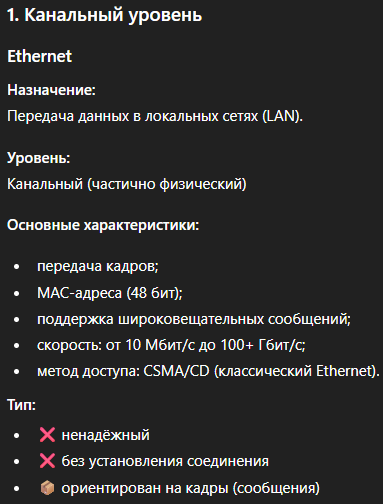 1. Канальный уровень
Ethernet
Назначение:
Передача данных в локальных сетях (LAN).
Уровень:
Канальный (частично физический)
Основные характеристики:
• передача кадров;
• MAC-адреса (48 бит);
• поддержка широковещательных сообщений;
• скорость: от 10 Мбит/с до 100+ Гбит/с;
• метод доступа: CSMA/CD (классический Ethernet).
Тип:
• ❌ ненадёжный
• ❌ без установления соединения
• 📦 ориентирован на кадры (сообщения)